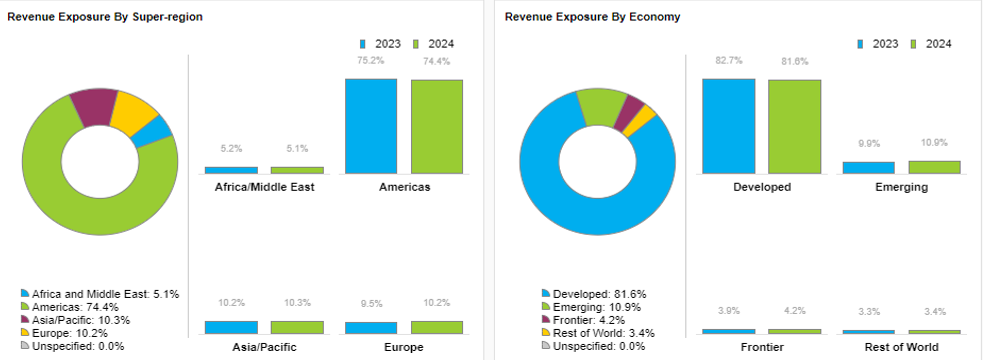 Revenue Exposure By Super-region
2023 2024
75.2% 74.4%
5.2% 5.1%
Africa/Middle East Americas
Africa and Middle East: 5.1%
Americas: 74.4%
Asia/Pacific: 10.3%
Europe: 10.2%
Unspecified: 0.0%
10.2% 10.3% 9.5% 10.2%
Asia/Pacific Europe
Revenue Exposure By Economy
2023 2024
82.7% 81.6%
9.9% 10.9%
Developed Emerging
Developed: 81.6%
Emerging: 10.9%
Frontier: 4.2%
Rest of World: 3.4%
Unspecified: 0.0%
3.9% 4.2% 3.3% 3.4%
Frontier Rest of World